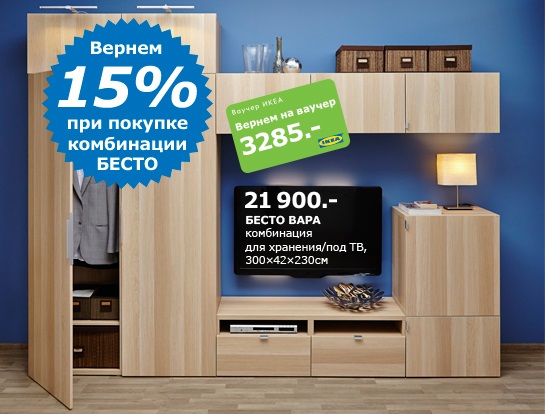 Вернем
15%
при покупке
комбинации
БЕСТО
Ваучер ИКЕА
Вернем на ваучер
3285.-
IKEA
21 900.-
БЕСТО ВАРА
комбинация
для хранения/под ТВ,
300×42×230см